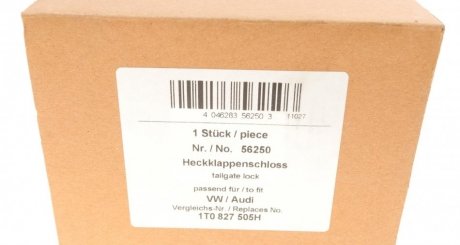 4 046283 56250 3 11027
1 Stück / piece
Nr. / No. 56250
Heckklappenschloss
tailgate lock
passend für / to fit
VW / Audi
Vergleichs-Nr. / Replaces No.
1T0 827 505H